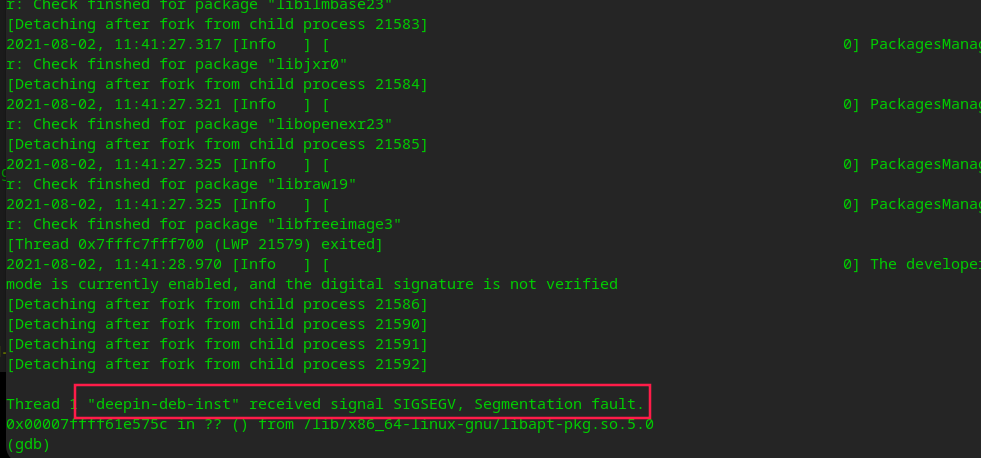 r: Check finshed for package "libilmbase23"
[Detaching after fork from child process 21583]
2021-08-02, 11:41:27.317 [Info   ] [                                                         0] PackagesManag
r: Check finshed for package "libjxr0"
[Detaching after fork from child process 21584]
2021-08-02, 11:41:27.321 [Info   ] [                                                         0] PackagesManag
r: Check finshed for package "libopenexr23"
[Detaching after fork from child process 21585]
2021-08-02, 11:41:27.325 [Info   ] [                                                         0] PackagesManag
r: Check finshed for package "libraw19"
2021-08-02, 11:41:27.325 [Info   ] [                                                         0] PackagesManag
r: Check finshed for package "libfreeimage3"
[Thread 0x7fffc7fff700 (LWP 21579) exited]
2021-08-02, 11:41:28.970 [Info   ] [                                                         0] The develope
mode is currently enabled, and the digital signature is not verified
[Detaching after fork from child process 21586]
[Detaching after fork from child process 21590]
[Detaching after fork from child process 21591]
[Detaching after fork from child process 21592]
Thread 1 "deepin-deb-inst" received signal SIGSEGV, Segmentation fault.
0x00007ffff61e575c in ?? () from /lib/x86_64-linux-gnu/libapt-pkg.so.5.0
(gdb)